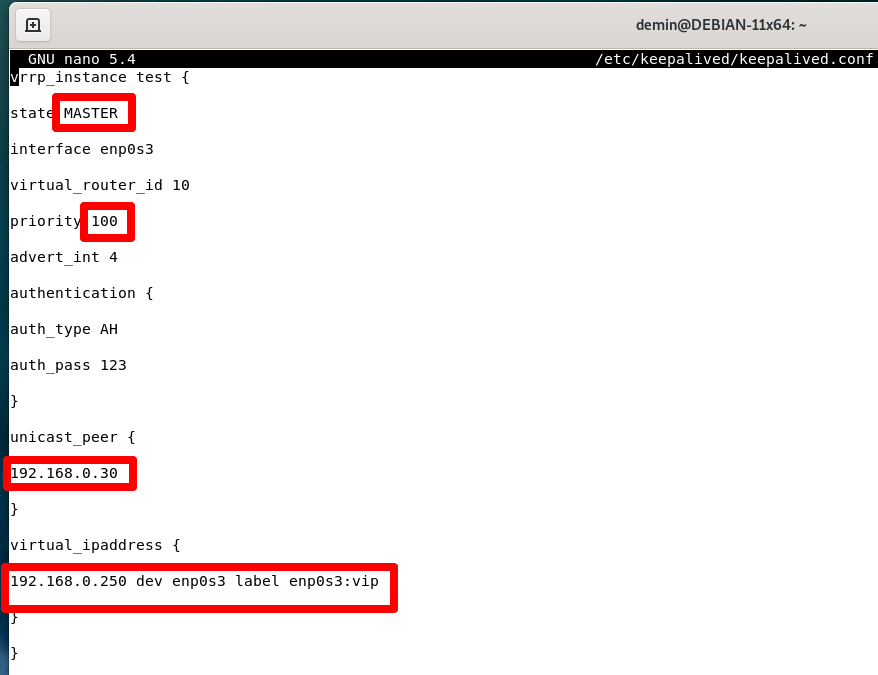 demin@DEBIAN-11x64: ~
GNU nano 5.4 /etc/keepalived/keepalived.conf
vrrp_instance test {
state MASTER
interface enp0s3
virtual_router_id 10
priority 100
advert_int 4
authentication {
auth_type AH
auth_pass 123
}
unicast_peer {
192.168.0.30
}
virtual_ipaddress {
192.168.0.250 dev enp0s3 label enp0s3:vip
}
}